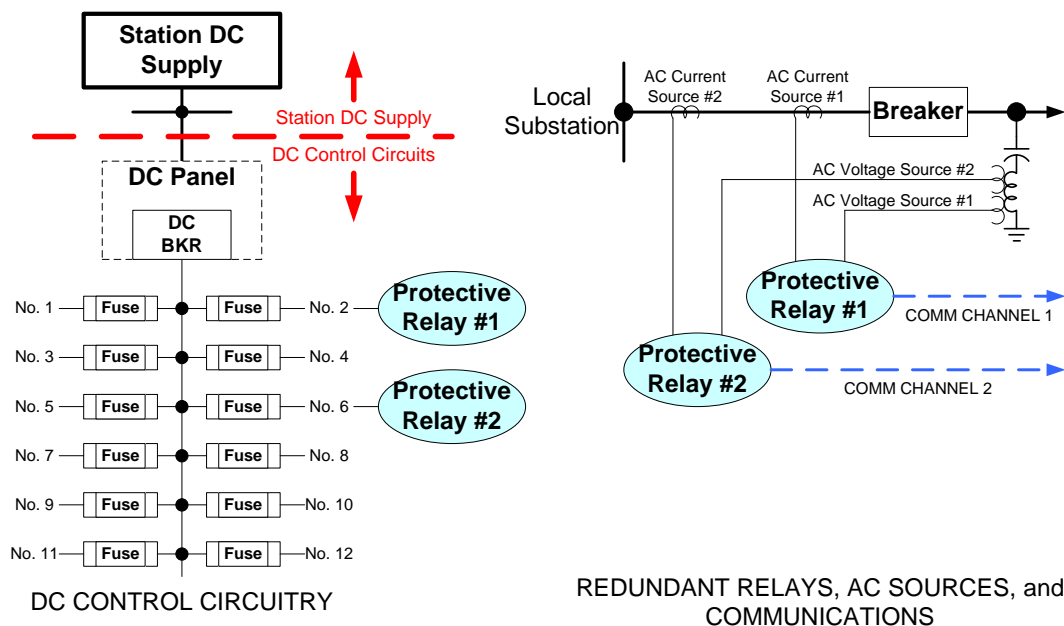 Station DC
Supply
Station DC Supply
DC Control Circuits
DC Panel
DC
BKR
No. 1
Fuse
Fuse
No. 2
Protective
Relay #1
No. 3
Fuse
Fuse
No. 4
No. 5
Fuse
Fuse
No. 6
Protective
Relay #2
No. 7
Fuse
Fuse
No. 8
No. 9
Fuse
Fuse
No. 10
No. 11
Fuse
Fuse
No. 12
DC CONTROL CIRCUITRY
Local
Substation
AC Current
Source #2
AC Current
Source #1
Breaker
AC Voltage Source #2
AC Voltage Source #1
Protective
Relay #1
COMM CHANNEL 1
Protective
Relay #2
COMM CHANNEL 2
REDUNDANT RELAYS, AC SOURCES, and
COMMUNICATIONS